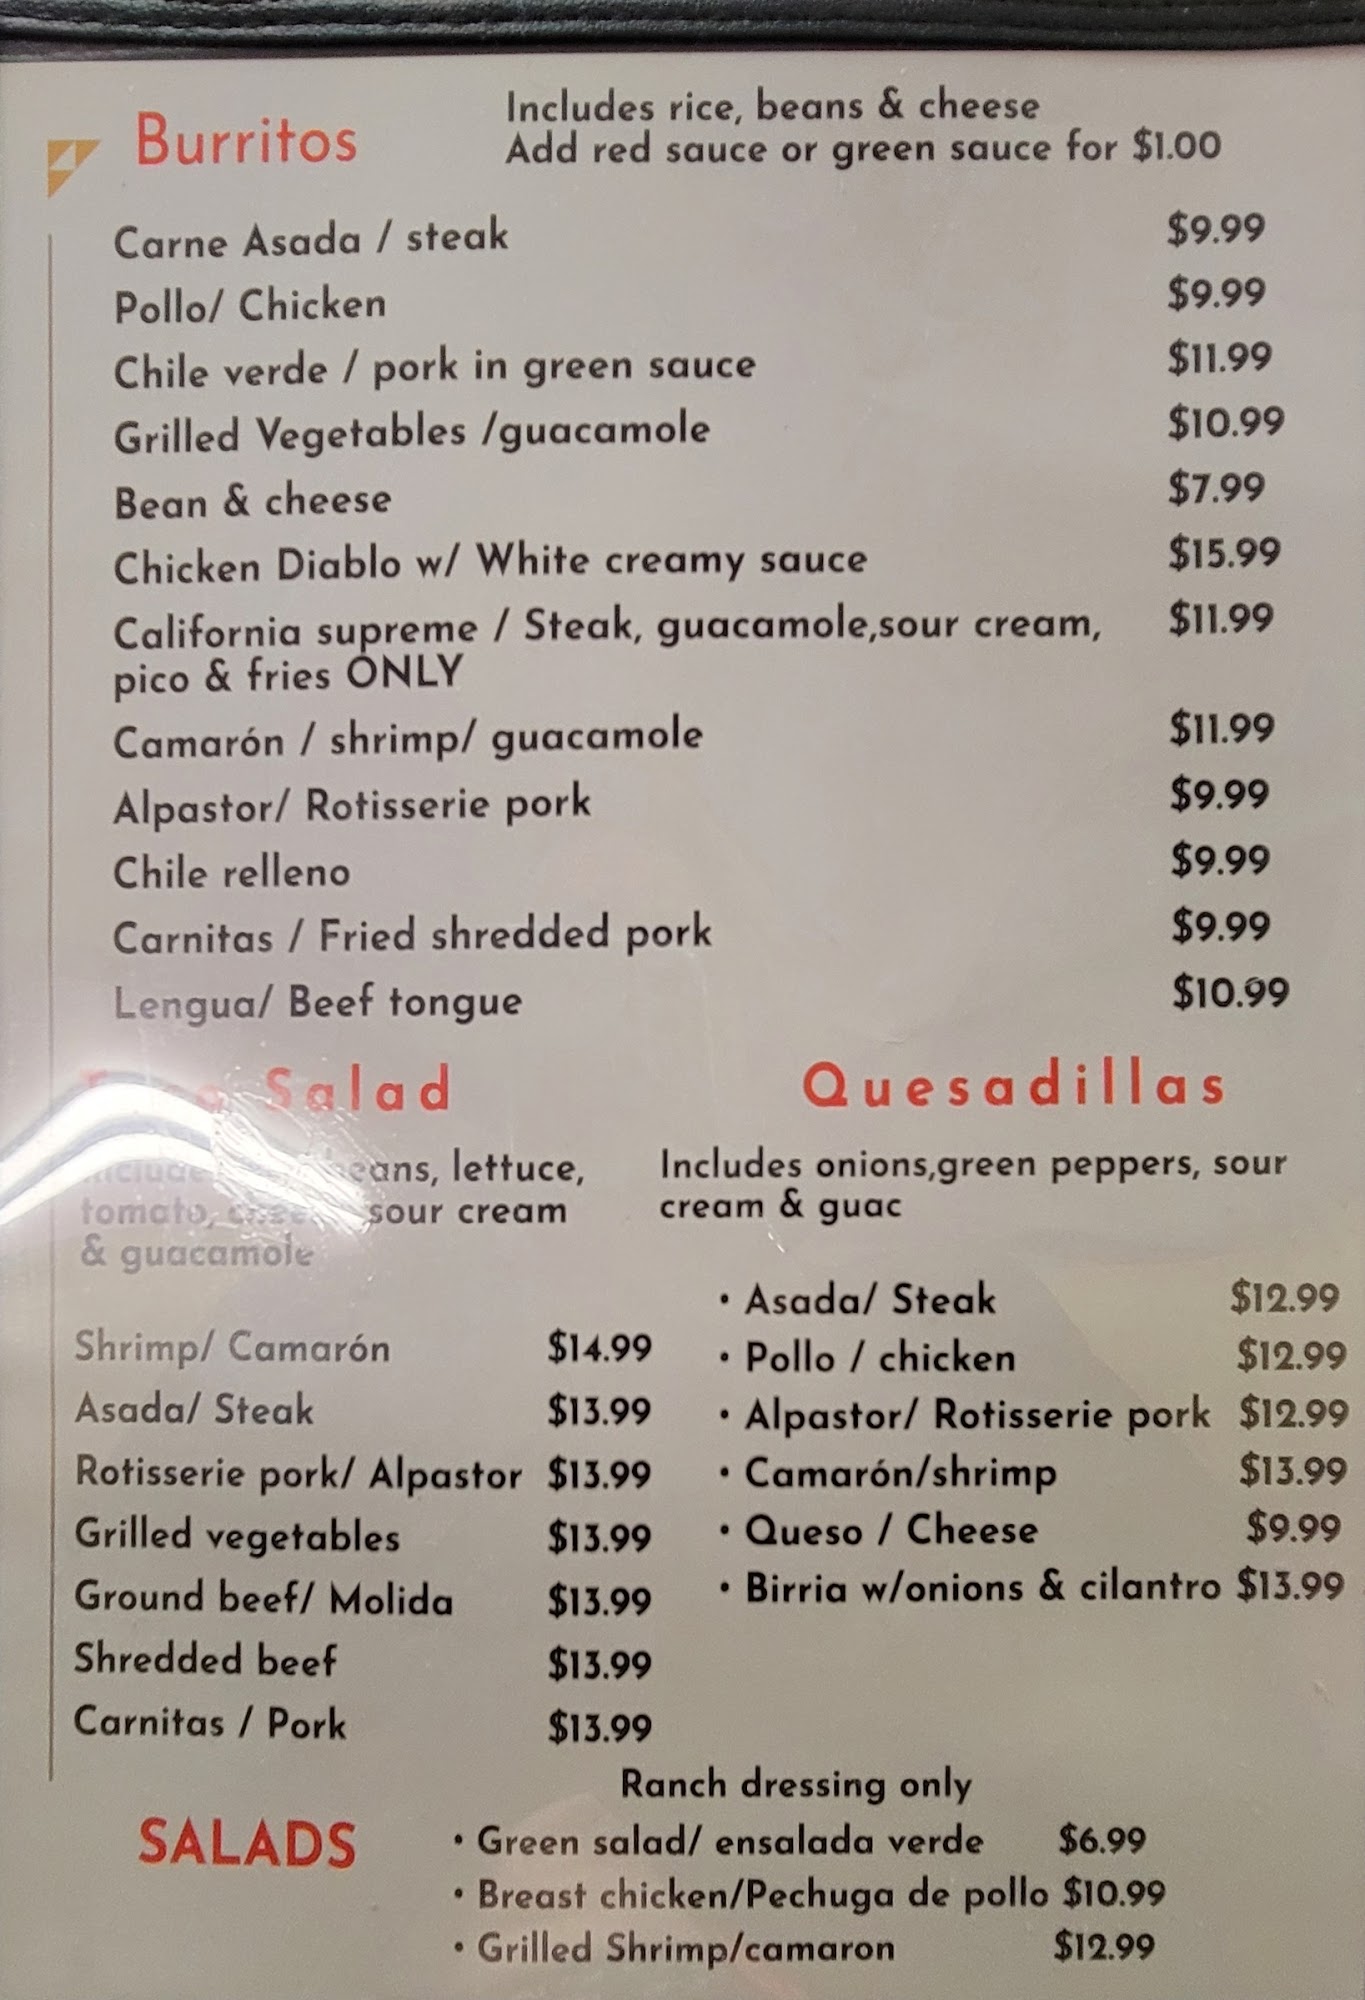 Burritos
Includes rice, beans & cheese
Add red sauce or green sauce for $1.00
Carne Asada / steak $9.99
Pollo/ Chicken $9.99
Chile verde / pork in green sauce $11.99
Grilled Vegetables /guacamole $10.99
Bean & cheese $7.99
Chicken Diablo w/ White creamy sauce $15.99
California supreme / Steak, guacamole,sour cream, $11.99
pico & fries ONLY
Camarón / shrimp/ guacamole $11.99
Alpastor/ Rotisserie pork $9.99
Chile relleno $9.99
Carnitas / Fried shredded pork $9.99
Lengua/ Beef tongue $10.99
Salad
beans, lettuce,
tomato, sour cream
& guacamole
Shrimp/ Camarón $14.99
Asada/ Steak $13.99
Rotisserie pork/ Alpastor $13.99
Grilled vegetables $13.99
Ground beef/ Molida $13.99
Shredded beef $13.99
Carnitas / Pork $13.99
Quesadillas
Includes onions,green peppers, sour
cream & guac
• Asada/ Steak $12.99
• Pollo / chicken $12.99
• Alpastor/ Rotisserie pork $12.99
• Camarón/shrimp $13.99
• Queso / Cheese $9.99
• Birria w/onions & cilantro $13.99
SALADS
Ranch dressing only
• Green salad/ ensalada verde $6.99
• Breast chicken/Pechuga de pollo $10.99
• Grilled Shrimp/camaron $12.99